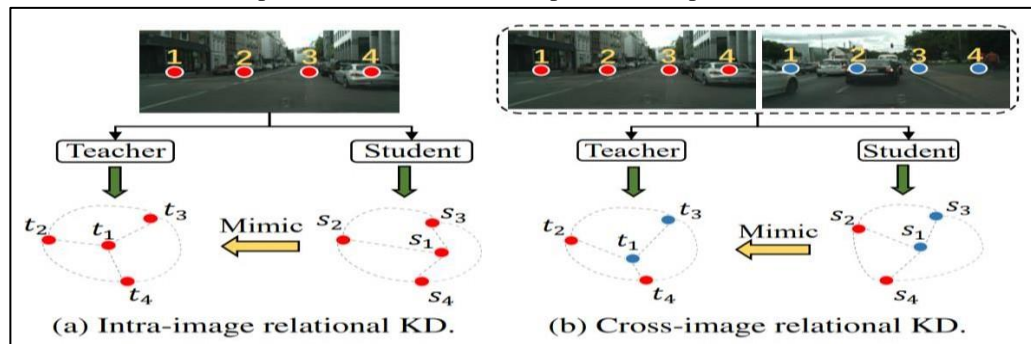 1 2 3 4
1 2 3 4 1 2 3 4
Teacher Student
Teacher Student
t₂ t₁ t₃ t₄
Mimic
s₂ s₃ s₁ s₄
t₂ t₁ t₃ t₄
Mimic
s₂ s₃ s₁ s₄
(a) Intra-image relational KD.
(b) Cross-image relational KD.